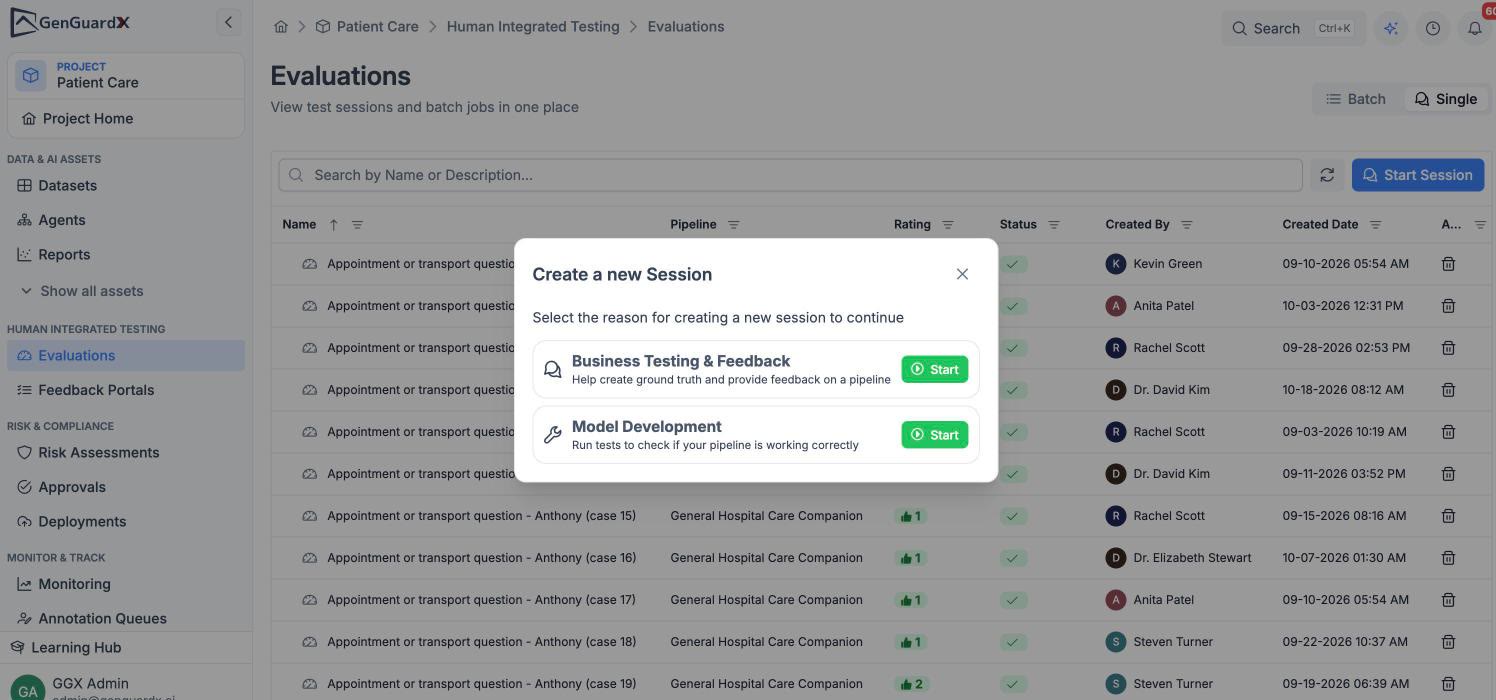 GenGuardX
PROJECT
Patient Care
Project Home
DATA & AI ASSETS
Datasets
Agents
Reports
Show all assets
HUMAN INTEGRATED TESTING
Evaluations
Feedback Portals
RISK & COMPLIANCE
Risk Assessments
Approvals
Deployments
MONITOR & TRACK
Monitoring
Annotation Queues
Learning Hub
GA
GGX Admin
Patient Care
Human Integrated Testing
Evaluations
Search
Ctrl+K
60
Evaluations
View test sessions and batch jobs in one place
Batch
Single
Search by Name or Description...
Start Session
Name Pipeline Rating Status Created By Created Date A...
Appointment or transport questio K Kevin Green 09-10-2026 05:54 AM
Appointment or transport questio A Anita Patel 10-03-2026 12:31 PM
Appointment or transport questio R Rachel Scott 09-28-2026 02:53 PM
Appointment or transport questio D Dr. David Kim 10-18-2026 08:12 AM
Appointment or transport questio R Rachel Scott 09-03-2026 10:19 AM
Appointment or transport questio D Dr. David Kim 09-11-2026 03:52 PM
Appointment or transport question - Anthony (case 15) General Hospital Care Companion 1 R Rachel Scott 09-15-2026 08:16 AM
Appointment or transport question - Anthony (case 16) General Hospital Care Companion 1 D Dr. Elizabeth Stewart 10-07-2026 01:30 AM
Appointment or transport question - Anthony (case 17) General Hospital Care Companion 1 A Anita Patel 09-10-2026 05:54 AM
Appointment or transport question - Anthony (case 18) General Hospital Care Companion 1 S Steven Turner 09-22-2026 10:37 AM
Appointment or transport question - Anthony (case 19) General Hospital Care Companion 2 S Steven Turner 09-19-2026 06:39 AM
Create a new Session
Select the reason for creating a new session to continue
Business Testing & Feedback
Help create ground truth and provide feedback on a pipeline
Start
Model Development
Run tests to check if your pipeline is working correctly
Start